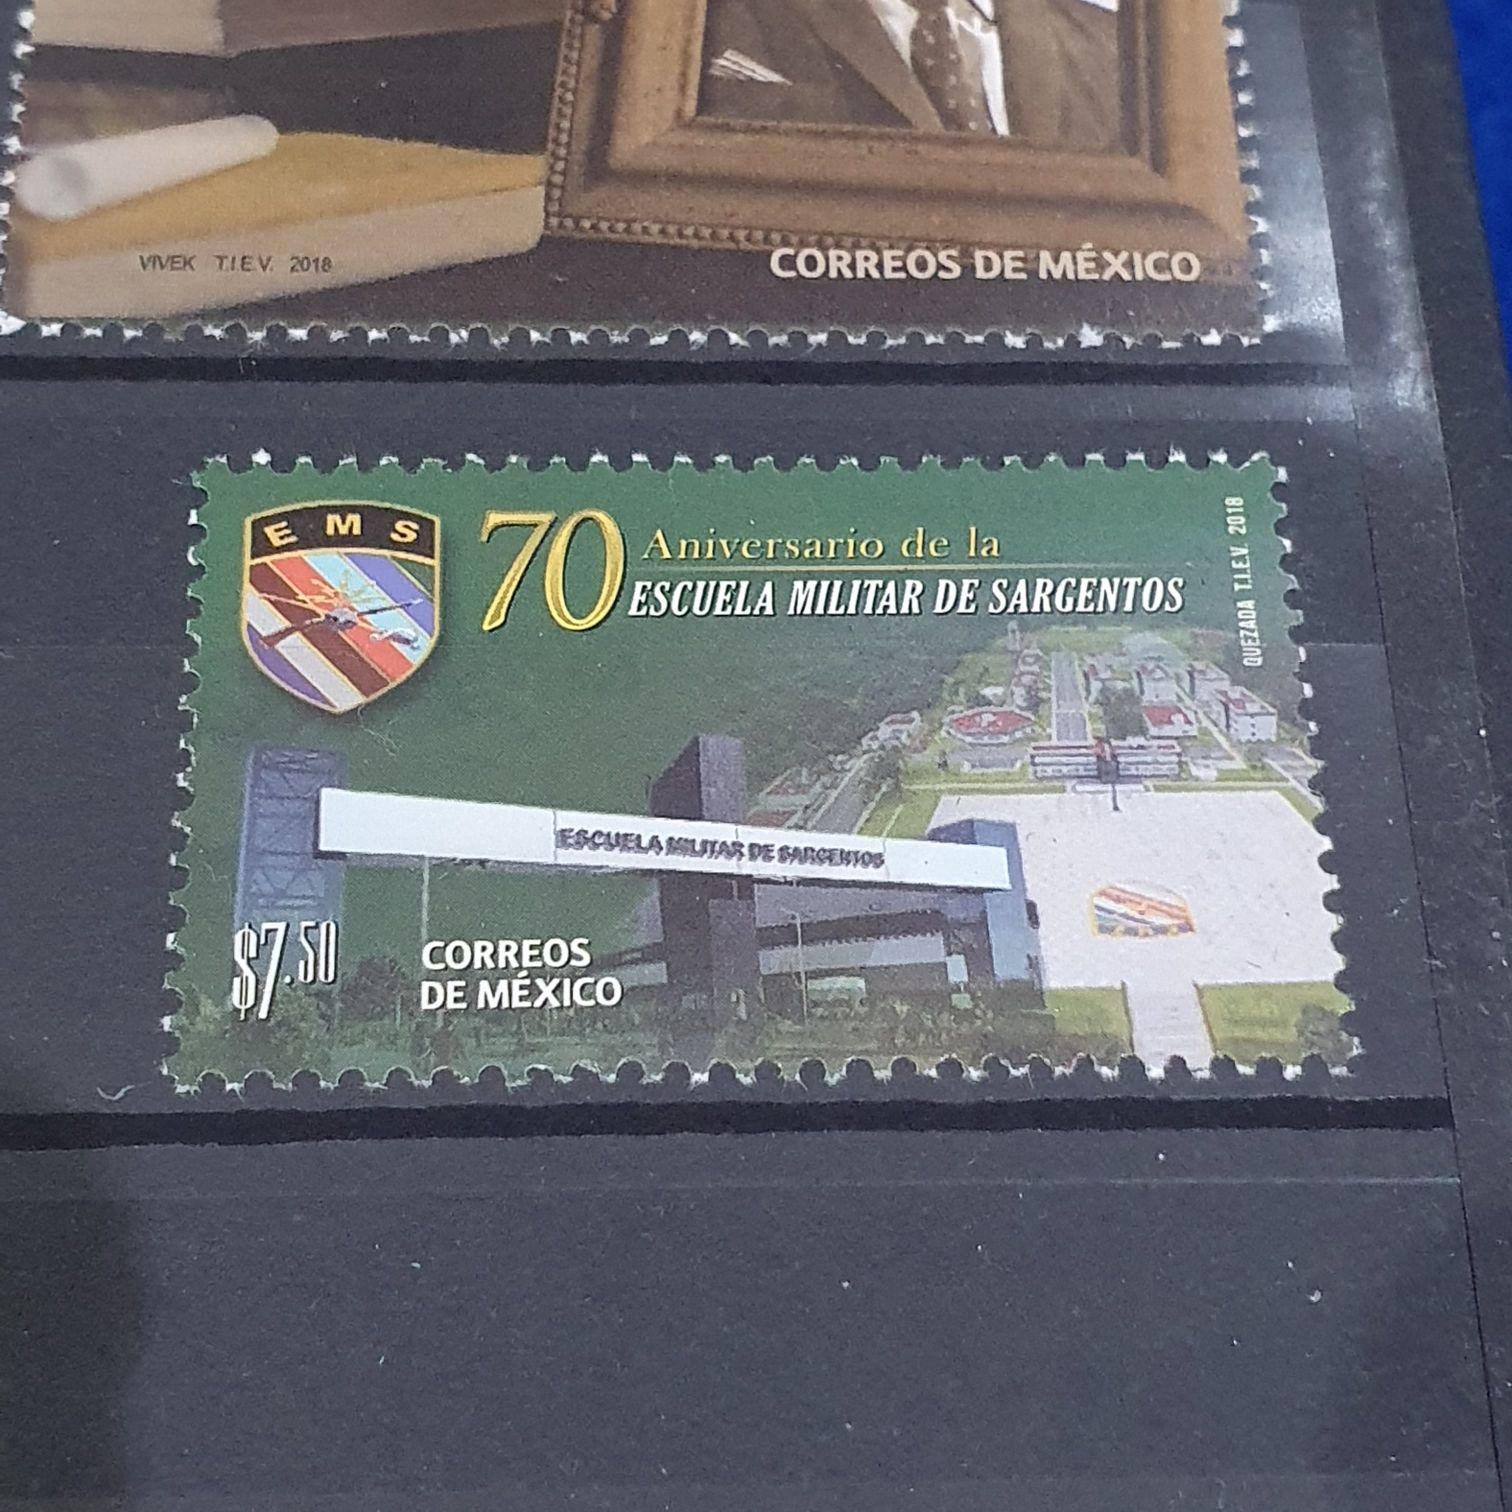 VIVEK T.I.E.V. 2018
CORREOS DE MÉXICO
EMS
70 Aniversario de la
ESCUELA MILITAR DE SARGENTOS
QUEZADA T.I.E.V. 2018
ESCUELA MILITAR DE SARGENTOS
$7.50
CORREOS
DE MÉXICO